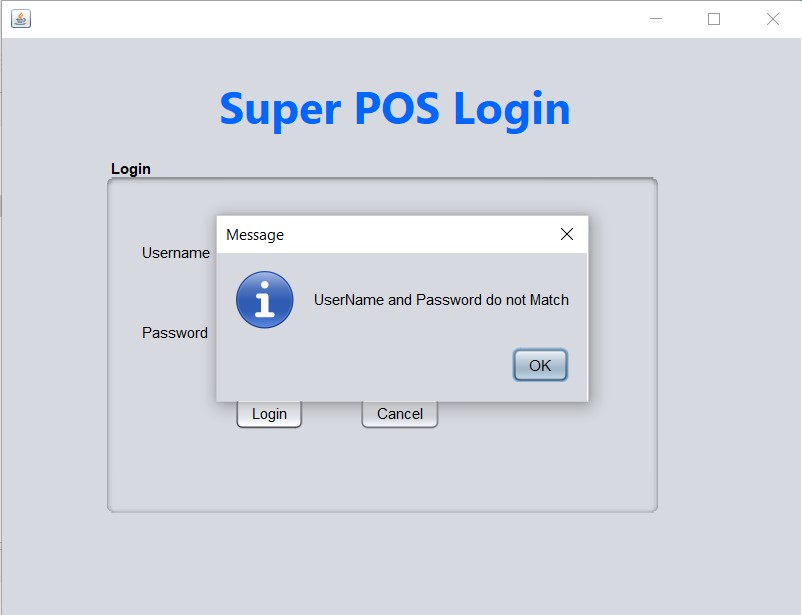 Super POS Login
Login
Message
Username
UserName and Password do not Match
Password
OK
Login
Cancel